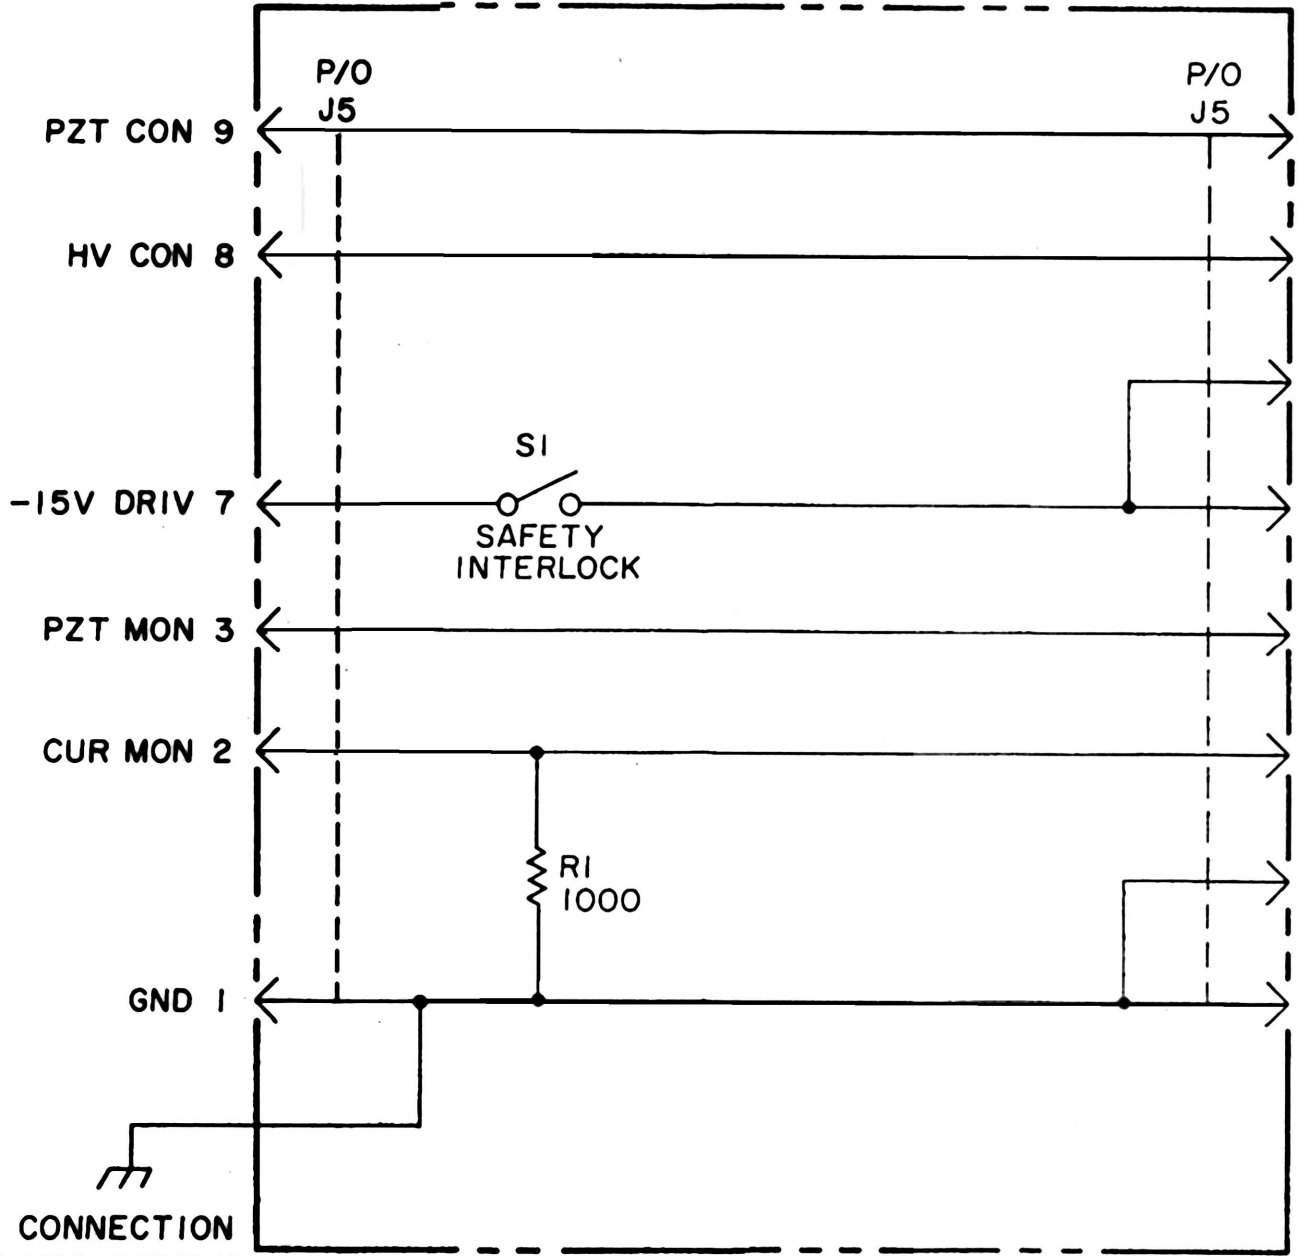 P/O
J5
P/O
J5
PZT CON 9
HV CON 8
S1
-15V DRIV 7
SAFETY
INTERLOCK
PZT MON 3
CUR MON 2
R1
1000
GND 1
CONNECTION